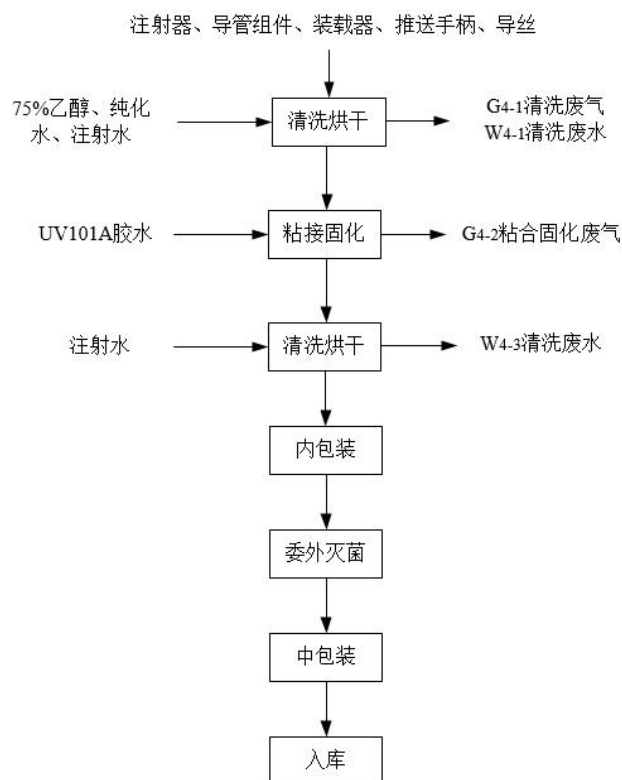 注射器、导管组件、装载器、推送手柄、导丝
75%乙醇、纯化
水、注射水
清洗烘干
G4-1清洗废气
W4-1清洗废水
UV101A胶水
粘接固化
G4-2粘合固化废气
注射水
清洗烘干
W4-3清洗废水
内包装
委外灭菌
中包装
入库